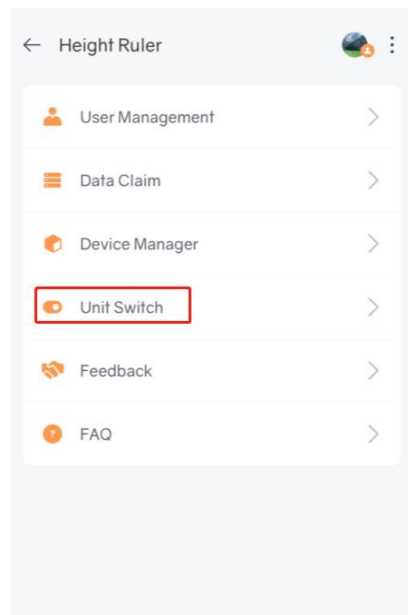 Height Ruler
User Management
Data Claim
Device Manager
Unit Switch
Feedback
FAQ